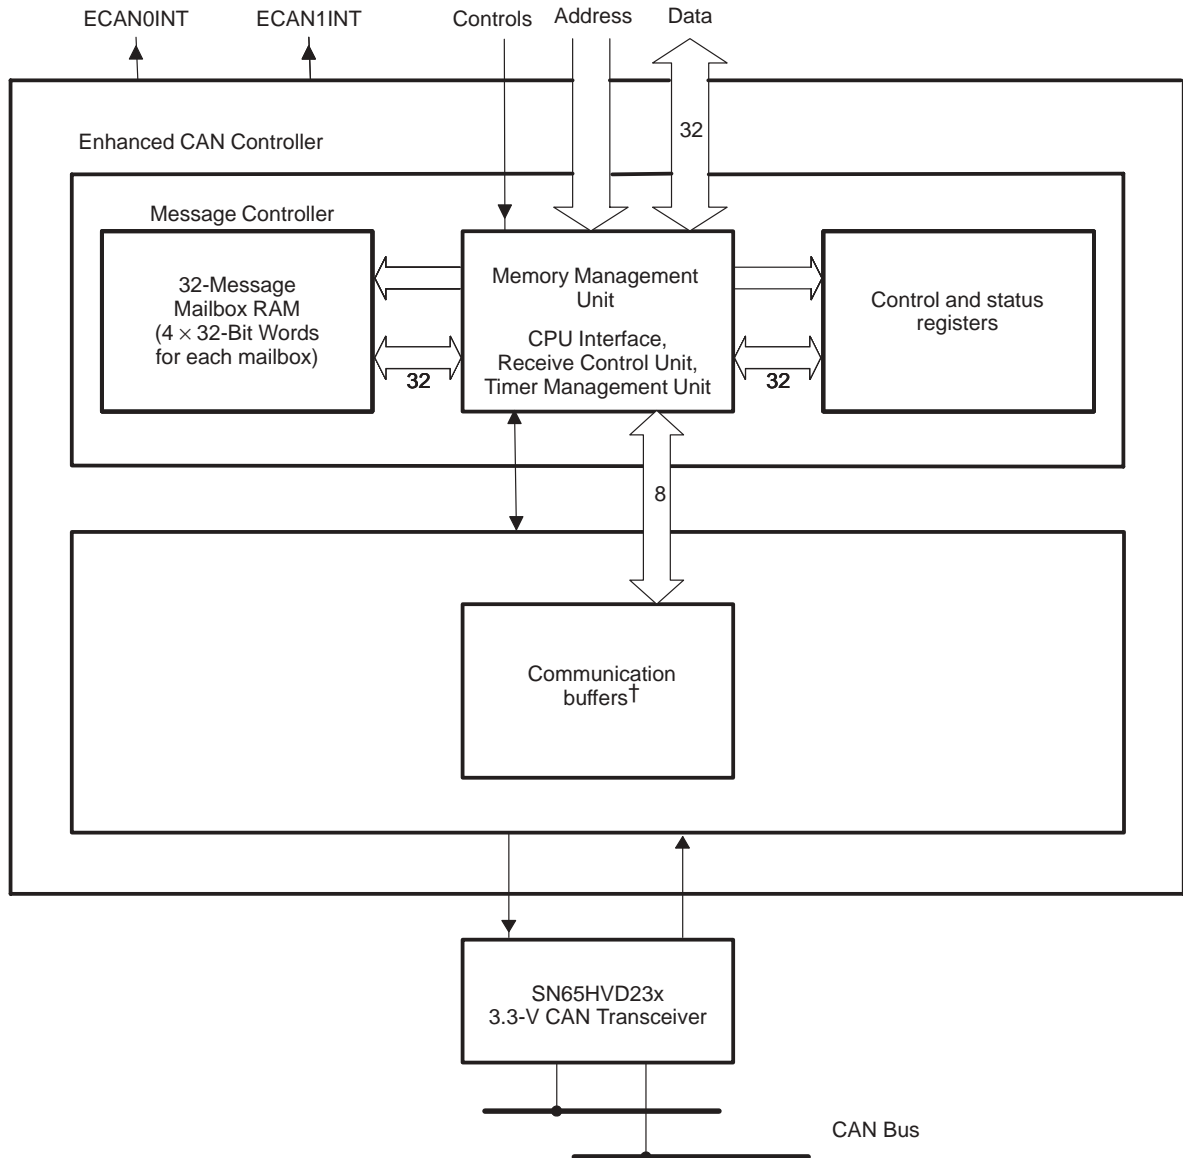 ECAN0INT ECAN1INT Controls Address Data
32
Enhanced CAN Controller
Message Controller
32-Message
Mailbox RAM
(4 × 32-Bit Words
for each mailbox)
32
Memory Management
Unit
CPU Interface,
Receive Control Unit,
Timer Management Unit
32
Control and status
registers
8
Communication
buffers†
SN65HVD23x
3.3-V CAN Transceiver
CAN Bus